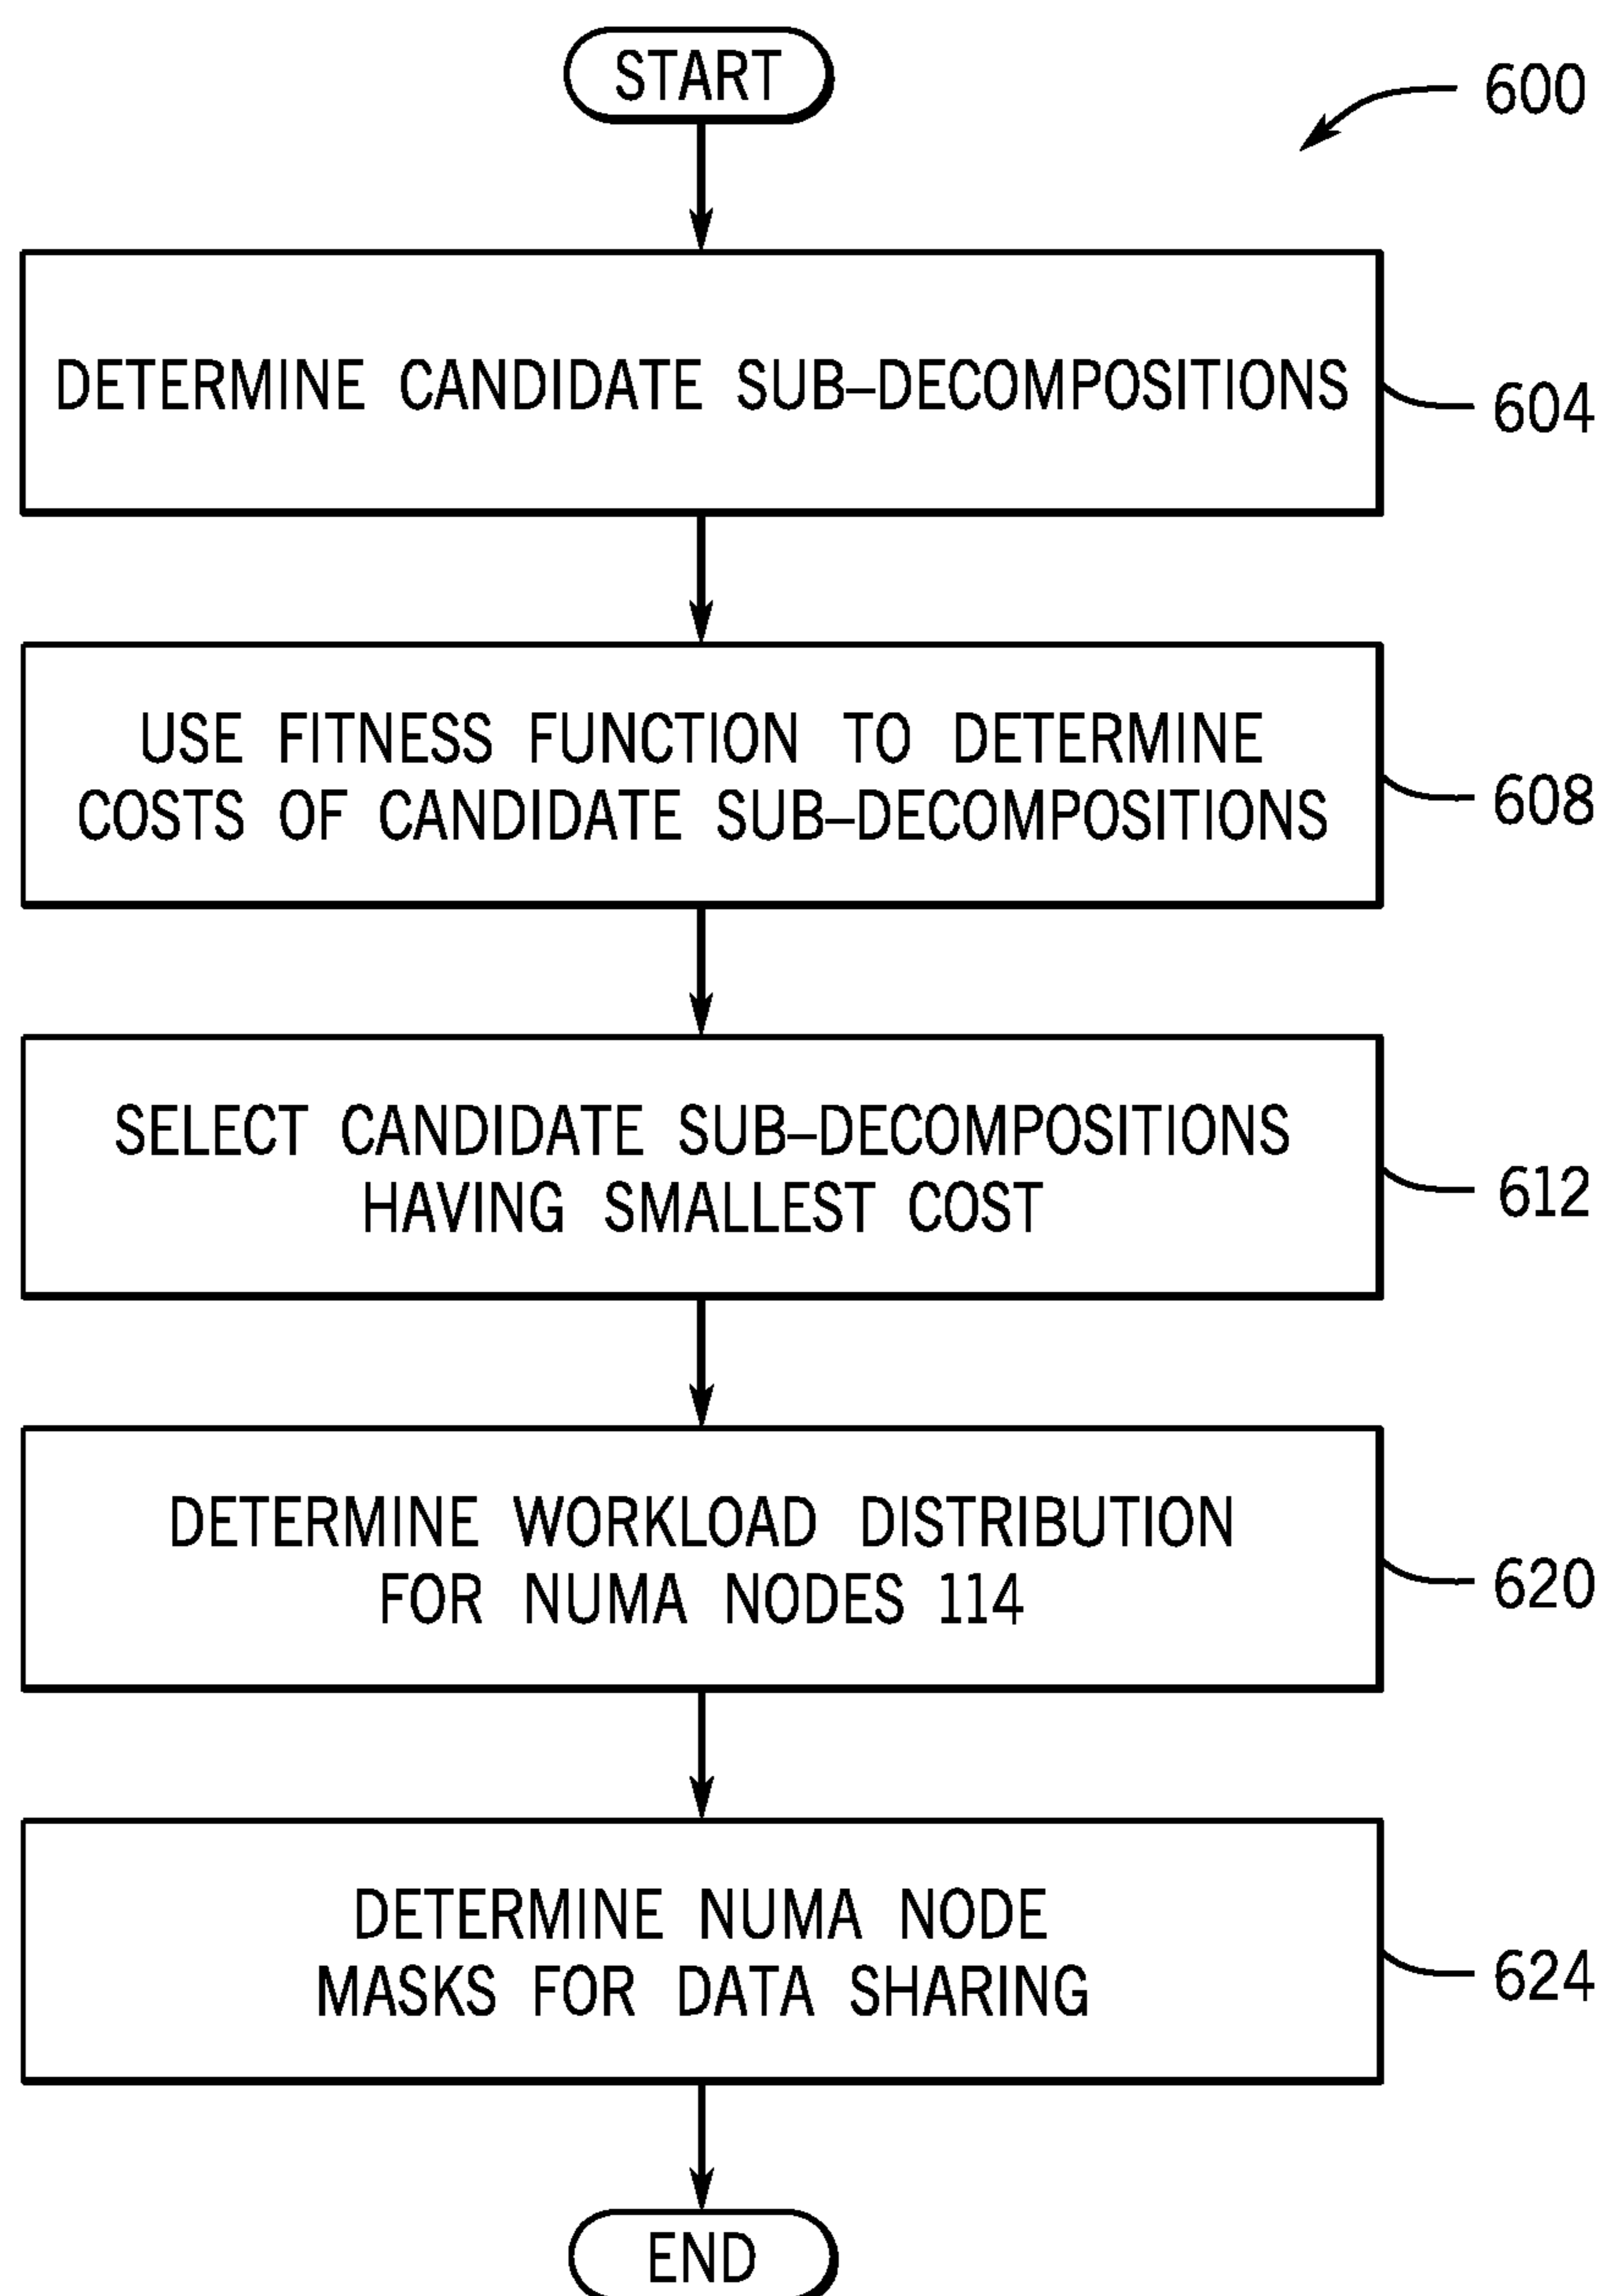 START
600
DETERMINE CANDIDATE SUB–DECOMPOSITIONS
604
USE FITNESS FUNCTION TO DETERMINE
COSTS OF CANDIDATE SUB–DECOMPOSITIONS
608
SELECT CANDIDATE SUB–DECOMPOSITIONS
HAVING SMALLEST COST
612
DETERMINE WORKLOAD DISTRIBUTION
FOR NUMA NODES 114
620
DETERMINE NUMA NODE
MASKS FOR DATA SHARING
624
END